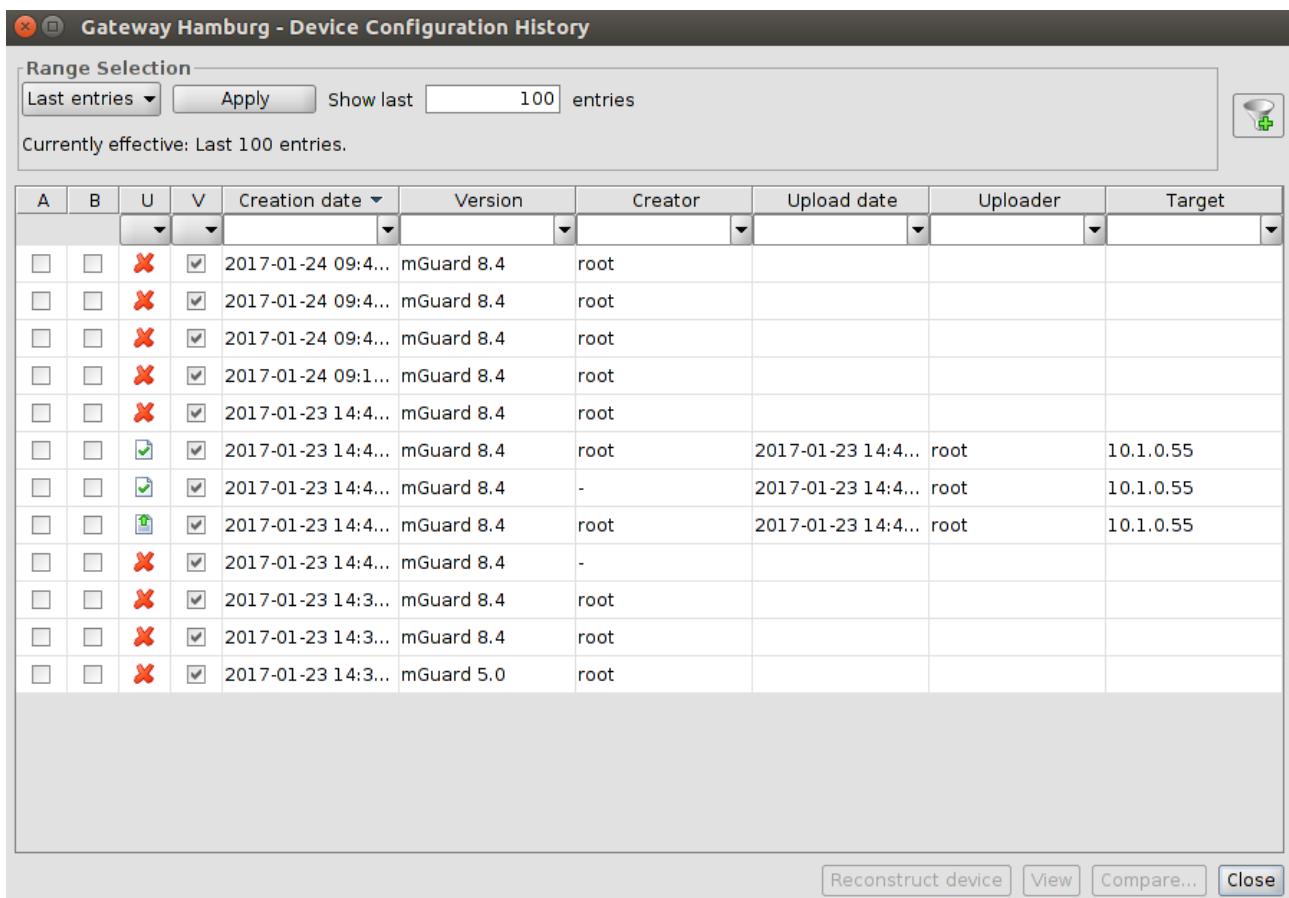 Gateway Hamburg - Device Configuration History
Range Selection
Last entries Apply Show last 100 entries
Currently effective: Last 100 entries.
A B U V Creation date Version Creator Upload date Uploader Target
2017-01-24 09:4... mGuard 8.4 root
2017-01-24 09:4... mGuard 8.4 root
2017-01-24 09:4... mGuard 8.4 root
2017-01-24 09:1... mGuard 8.4 root
2017-01-23 14:4... mGuard 8.4 root
2017-01-23 14:4... mGuard 8.4 root 2017-01-23 14:4... root 10.1.0.55
2017-01-23 14:4... mGuard 8.4 - 2017-01-23 14:4... root 10.1.0.55
2017-01-23 14:4... mGuard 8.4 root 2017-01-23 14:4... root 10.1.0.55
2017-01-23 14:4... mGuard 8.4 -
2017-01-23 14:3... mGuard 8.4 root
2017-01-23 14:3... mGuard 8.4 root
2017-01-23 14:3... mGuard 5.0 root
Reconstruct device View Compare... Close